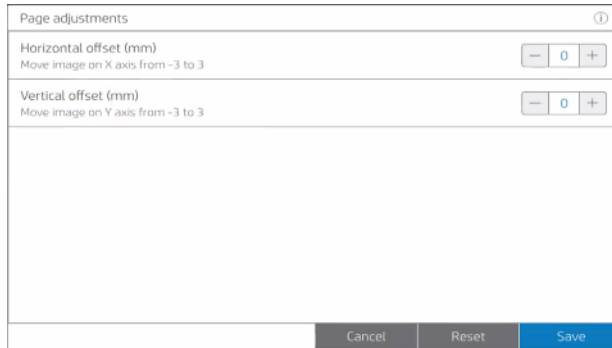 Page adjustments
Horizontal offset (mm)
Move image on X axis from -3 to 3
− 0 +
Vertical offset (mm)
Move image on Y axis from -3 to 3
− 0 +
Cancel Reset Save